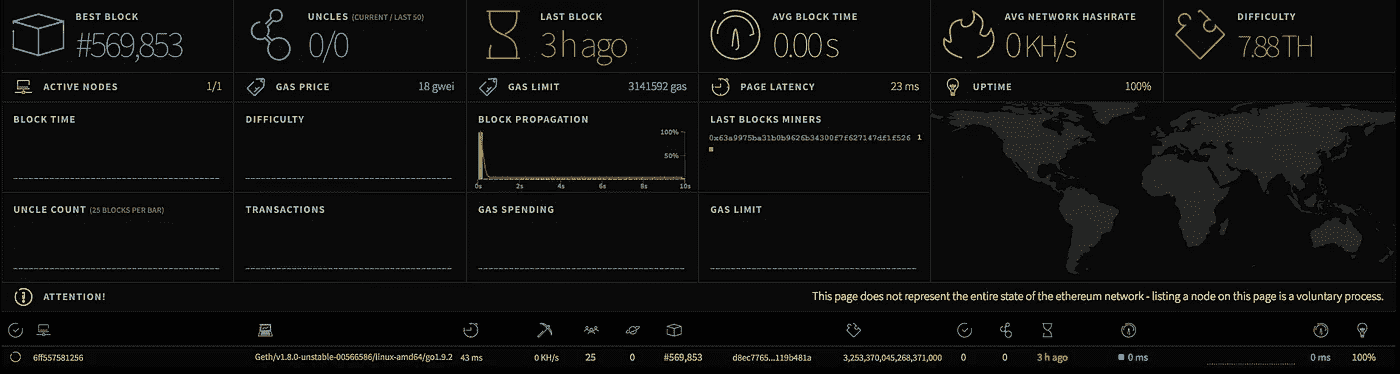 BEST BLOCK
#569,853
UNCLES (CURRENT / LAST 50)
0/0
LAST BLOCK
3 h ago
AVG BLOCK TIME
0.00 s
AVG NETWORK HASHRATE
0 KH/s
DIFFICULTY
7.88 TH
ACTIVE NODES 1/1
GAS PRICE 18 gwei
GAS LIMIT 3141592 gas
PAGE LATENCY 23 ms
UPTIME 100%
BLOCK TIME
DIFFICULTY
BLOCK PROPAGATION
100%
50%
0s 2s 4s 6s 8s 10s
LAST BLOCKS MINERS
0x63a9975ba31b0b9626b34300f7f627147df1f526 1
UNCLE COUNT (25 BLOCKS PER BAR)
TRANSACTIONS
GAS SPENDING
GAS LIMIT
ATTENTION!
This page does not represent the entire state of the ethereum network - listing a node on this page is a voluntary process.
6ff557581256 Geth/v1.8.0-unstable-00566586/linux-amd64/go1.9.2 43 ms 0 KH/s 25 0 #569,853 d8ec7765...119b481a 3,253,370,045,268,371,000 0 0 3 h ago 0 ms 0 ms 100%